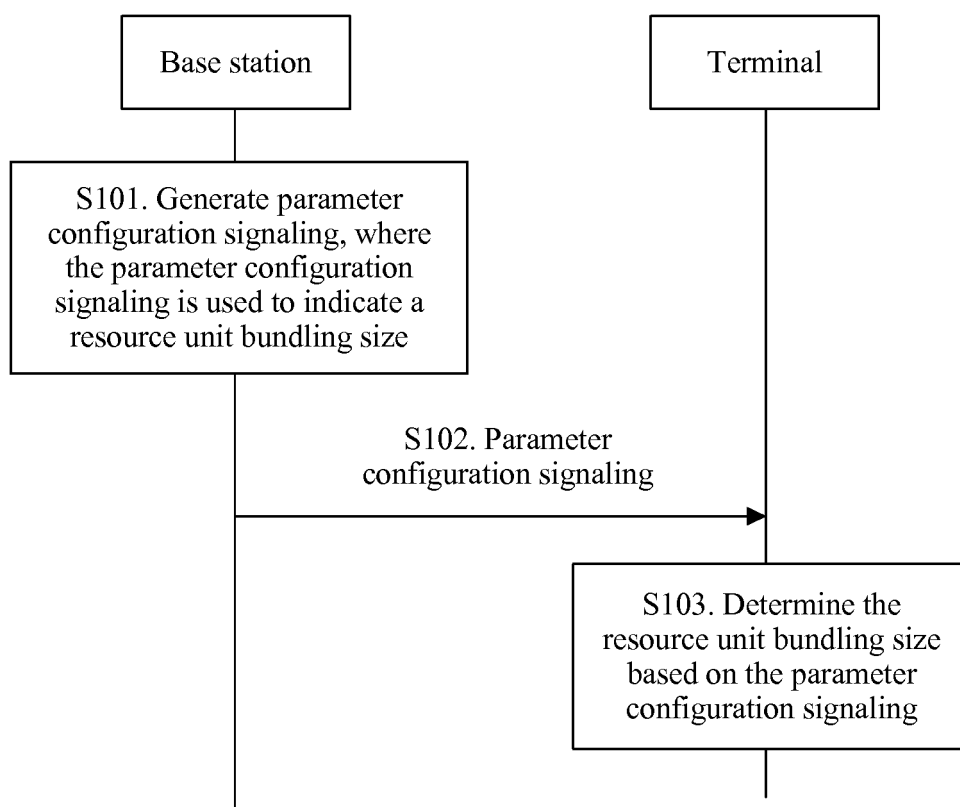 Base station
Terminal
S101. Generate parameter
configuration signaling, where
the parameter configuration
signaling is used to indicate a
resource unit bundling size
S102. Parameter
configuration signaling
S103. Determine the
resource unit bundling size
based on the parameter
configuration signaling